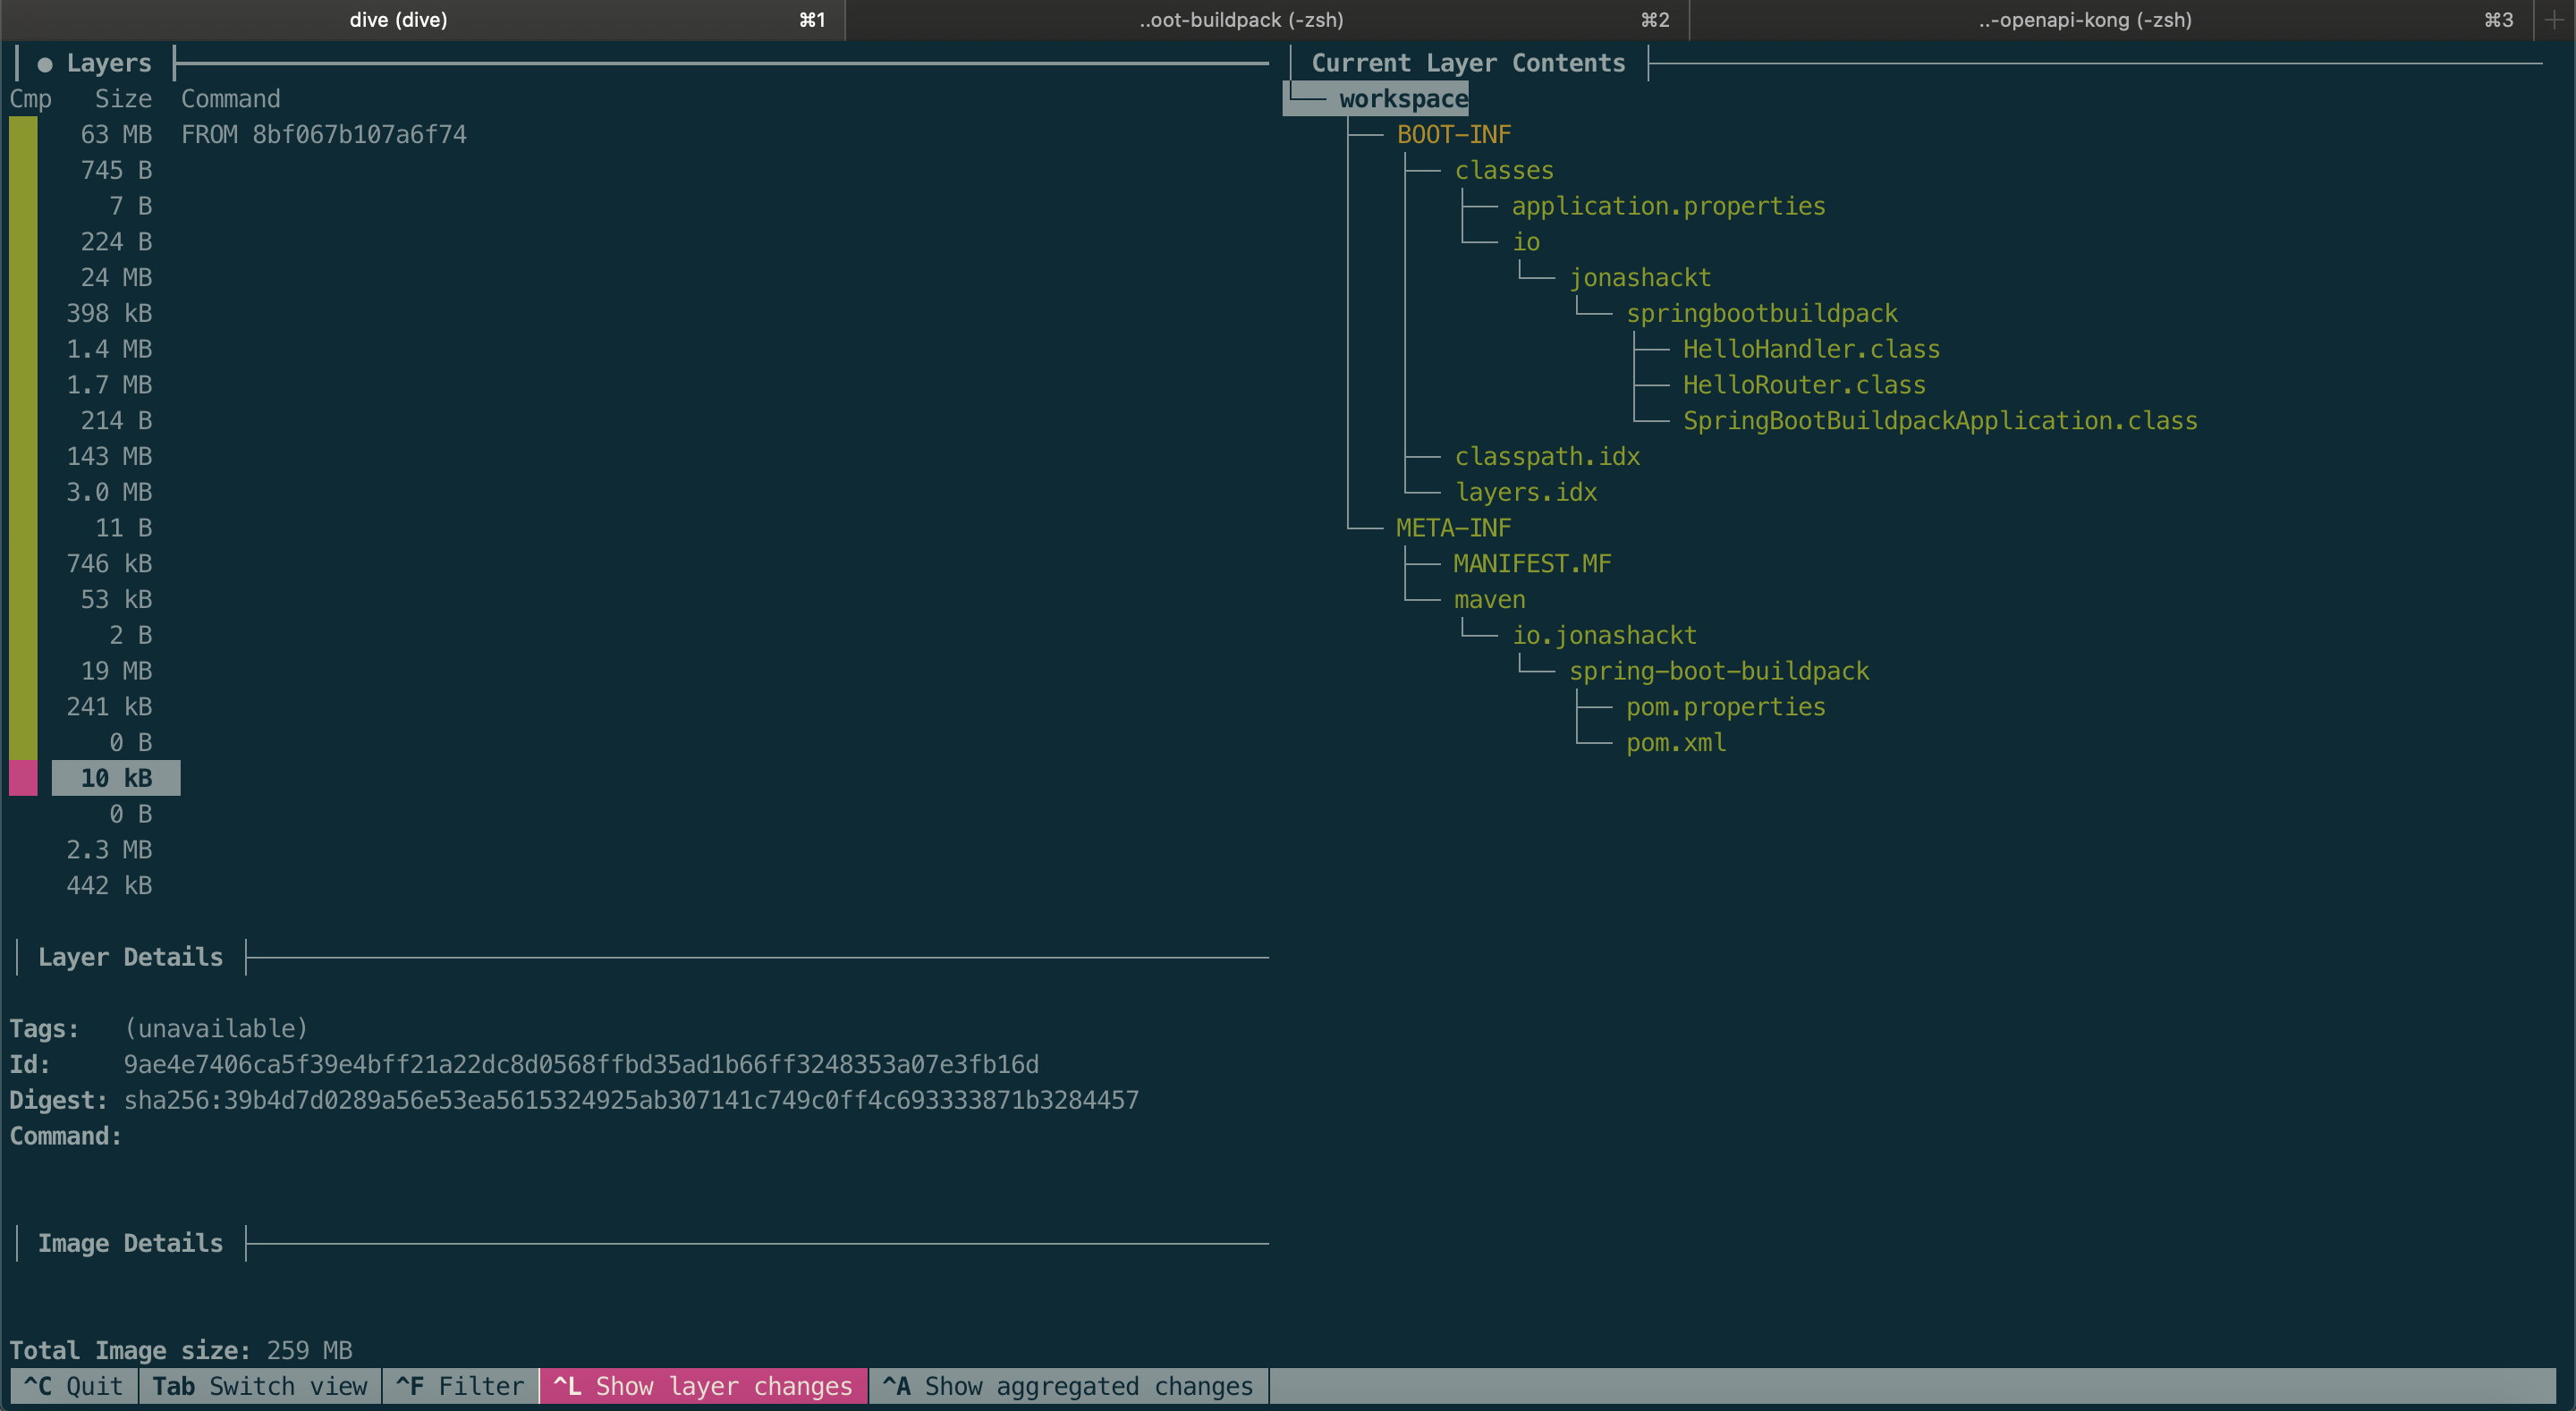 dive (dive) ⌘1 ..oot-buildpack (-zsh) ⌘2 ..-openapi-kong (-zsh) ⌘3 +
● Layers
Cmp Size Command
63 MB FROM 8bf067b107a6f74
745 B
7 B
224 B
24 MB
398 kB
1.4 MB
1.7 MB
214 B
143 MB
3.0 MB
11 B
746 kB
53 kB
2 B
19 MB
241 kB
0 B
10 kB
0 B
2.3 MB
442 kB
Layer Details
Tags: (unavailable)
Id: 9ae4e7406ca5f39e4bff21a22dc8d0568ffbd35ad1b66ff3248353a07e3fb16d
Digest: sha256:39b4d7d0289a56e53ea5615324925ab307141c749c0ff4c693333871b3284457
Command:
Image Details
Total Image size: 259 MB
Current Layer Contents
└── workspace
├── BOOT-INF
├── classes
├── application.properties
└── io
└── jonashackt
└── springbootbuildpack
├── HelloHandler.class
├── HelloRouter.class
└── SpringBootBuildpackApplication.class
├── classpath.idx
└── layers.idx
└── META-INF
├── MANIFEST.MF
└── maven
└── io.jonashackt
└── spring-boot-buildpack
├── pom.properties
└── pom.xml
^C Quit Tab Switch view ^F Filter ^L Show layer changes ^A Show aggregated changes